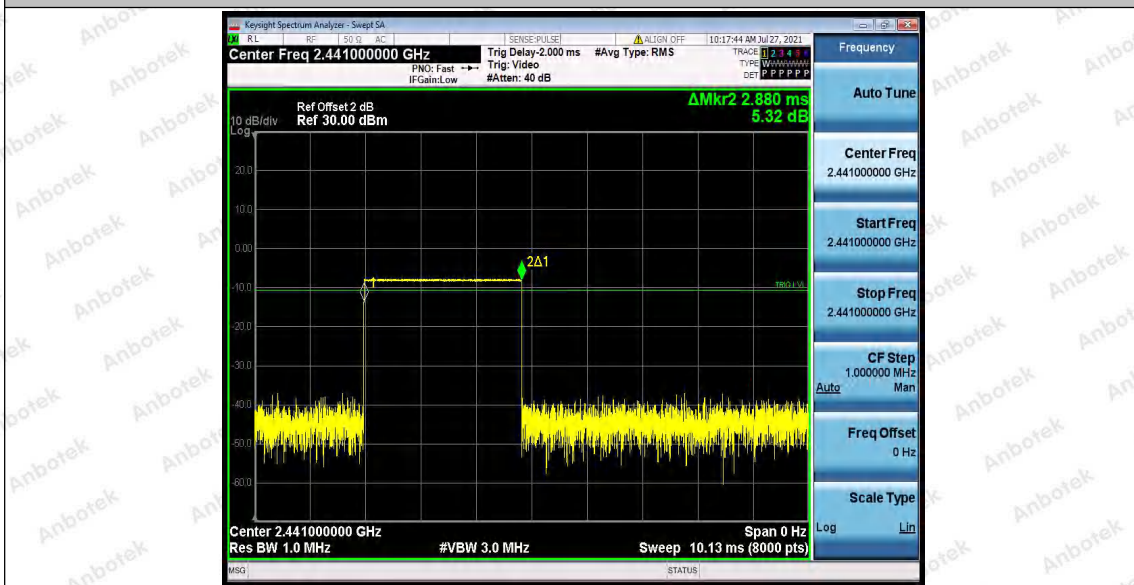 Keysight Spectrum Analyzer - Swept SA
RL RF 50 Ω AC SENSE:PULSE ALIGN OFF 10:17:44 AM Jul 27, 2021
Center Freq 2.441000000 GHz
PNO: Fast
IFGain:Low
Trig Delay-2.000 ms
Trig: Video
#Atten: 40 dB
#Avg Type: RMS
TRACE 1 2 3 4 5 6
TYPE W
DET P P P P P P
ΔMkr2 2.880 ms
5.32 dB
Ref Offset 2 dB
10 dB/div Ref 30.00 dBm
Log
20.0
10.0
0.00
2Δ1
1
-10.0
TRIG LVL
-20.0
-30.0
-40.0
-50.0
-60.0
Center 2.441000000 GHz Span 0 Hz
Res BW 1.0 MHz #VBW 3.0 MHz Sweep 10.13 ms (8000 pts)
MSG STATUS
Frequency
Auto Tune
Center Freq
2.441000000 GHz
Start Freq
2.441000000 GHz
Stop Freq
2.441000000 GHz
CF Step
1.000000 MHz
Auto Man
Freq Offset
0 Hz
Scale Type
Log Lin
Anbotek